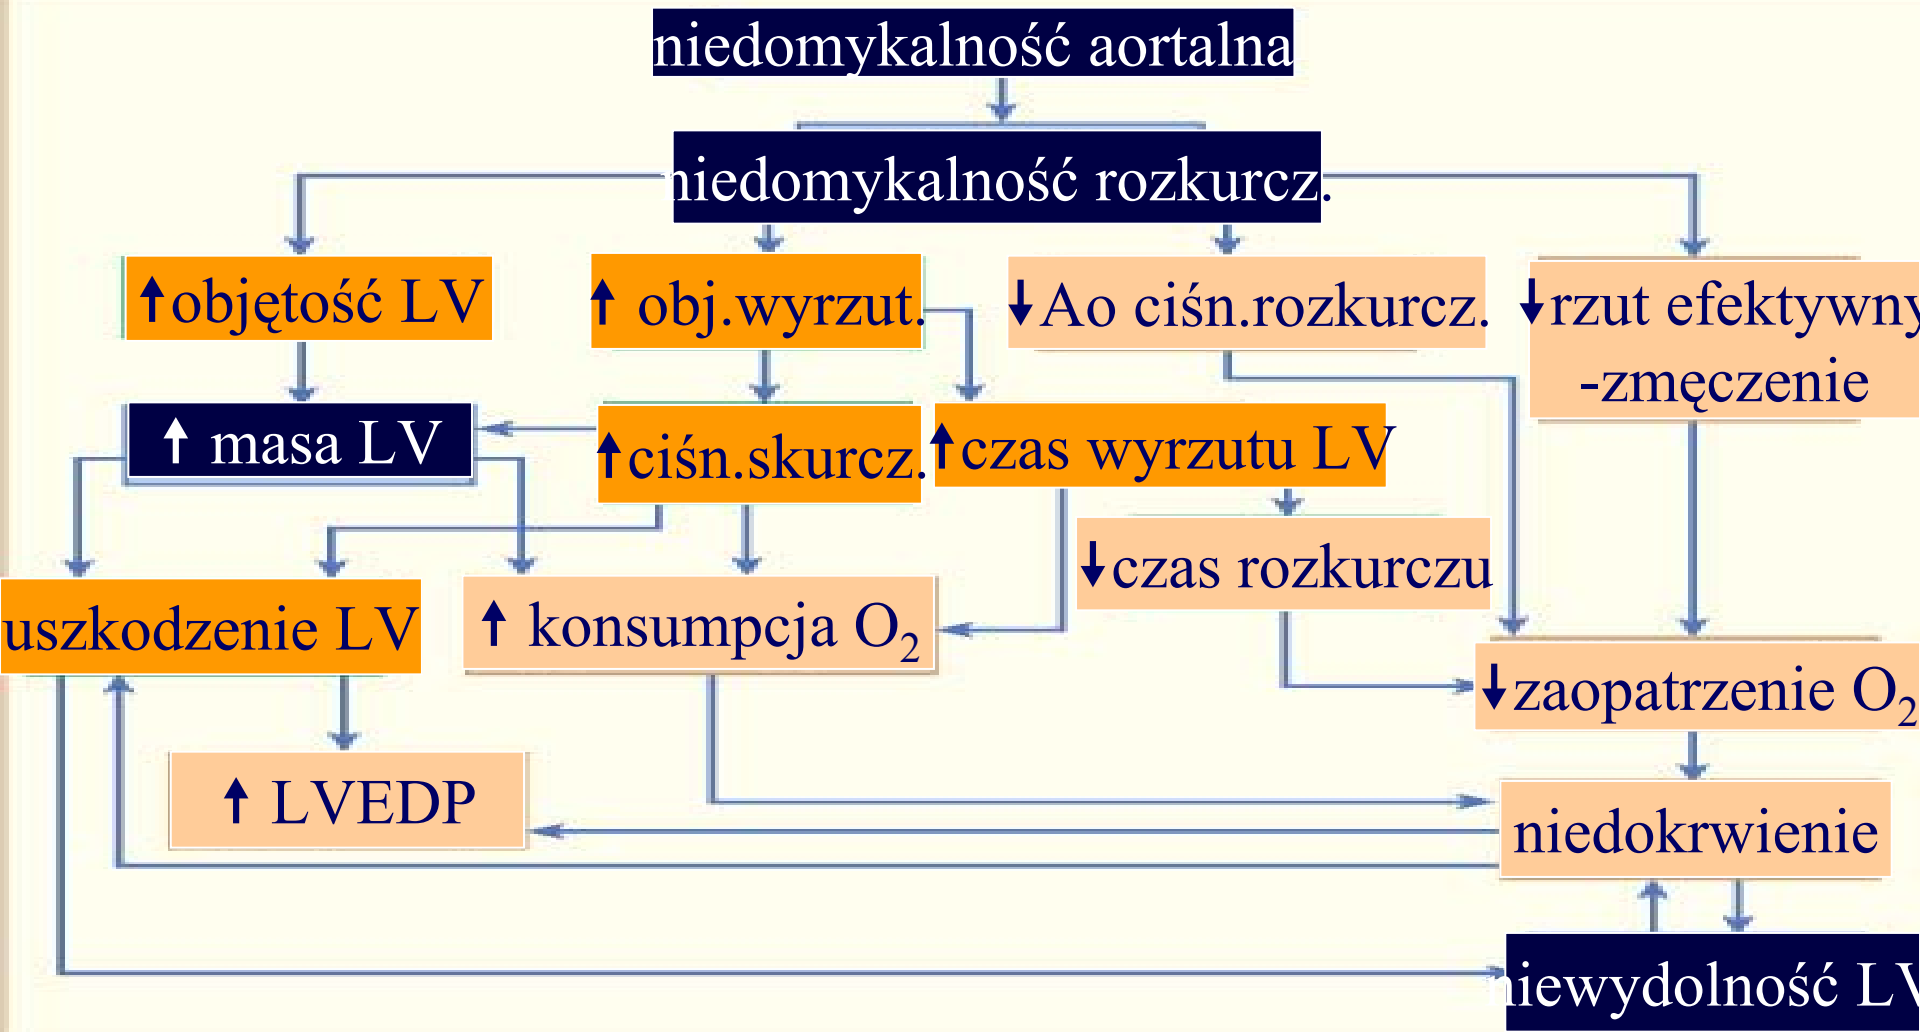 niedomykalność aortalna
niedomykalność rozkurcz.
↑objętość LV
↑ obj.wyrzut.
↓Ao ciśn.rozkurcz.
↓rzut efektywny
-zmęczenie
↑ masa LV
↑ciśn.skurcz.
↑czas wyrzutu LV
↓czas rozkurczu
uszkodzenie LV
↑ konsumpcja O₂
↓zaopatrzenie O₂
↑ LVEDP
niedokrwienie
niewydolność LV